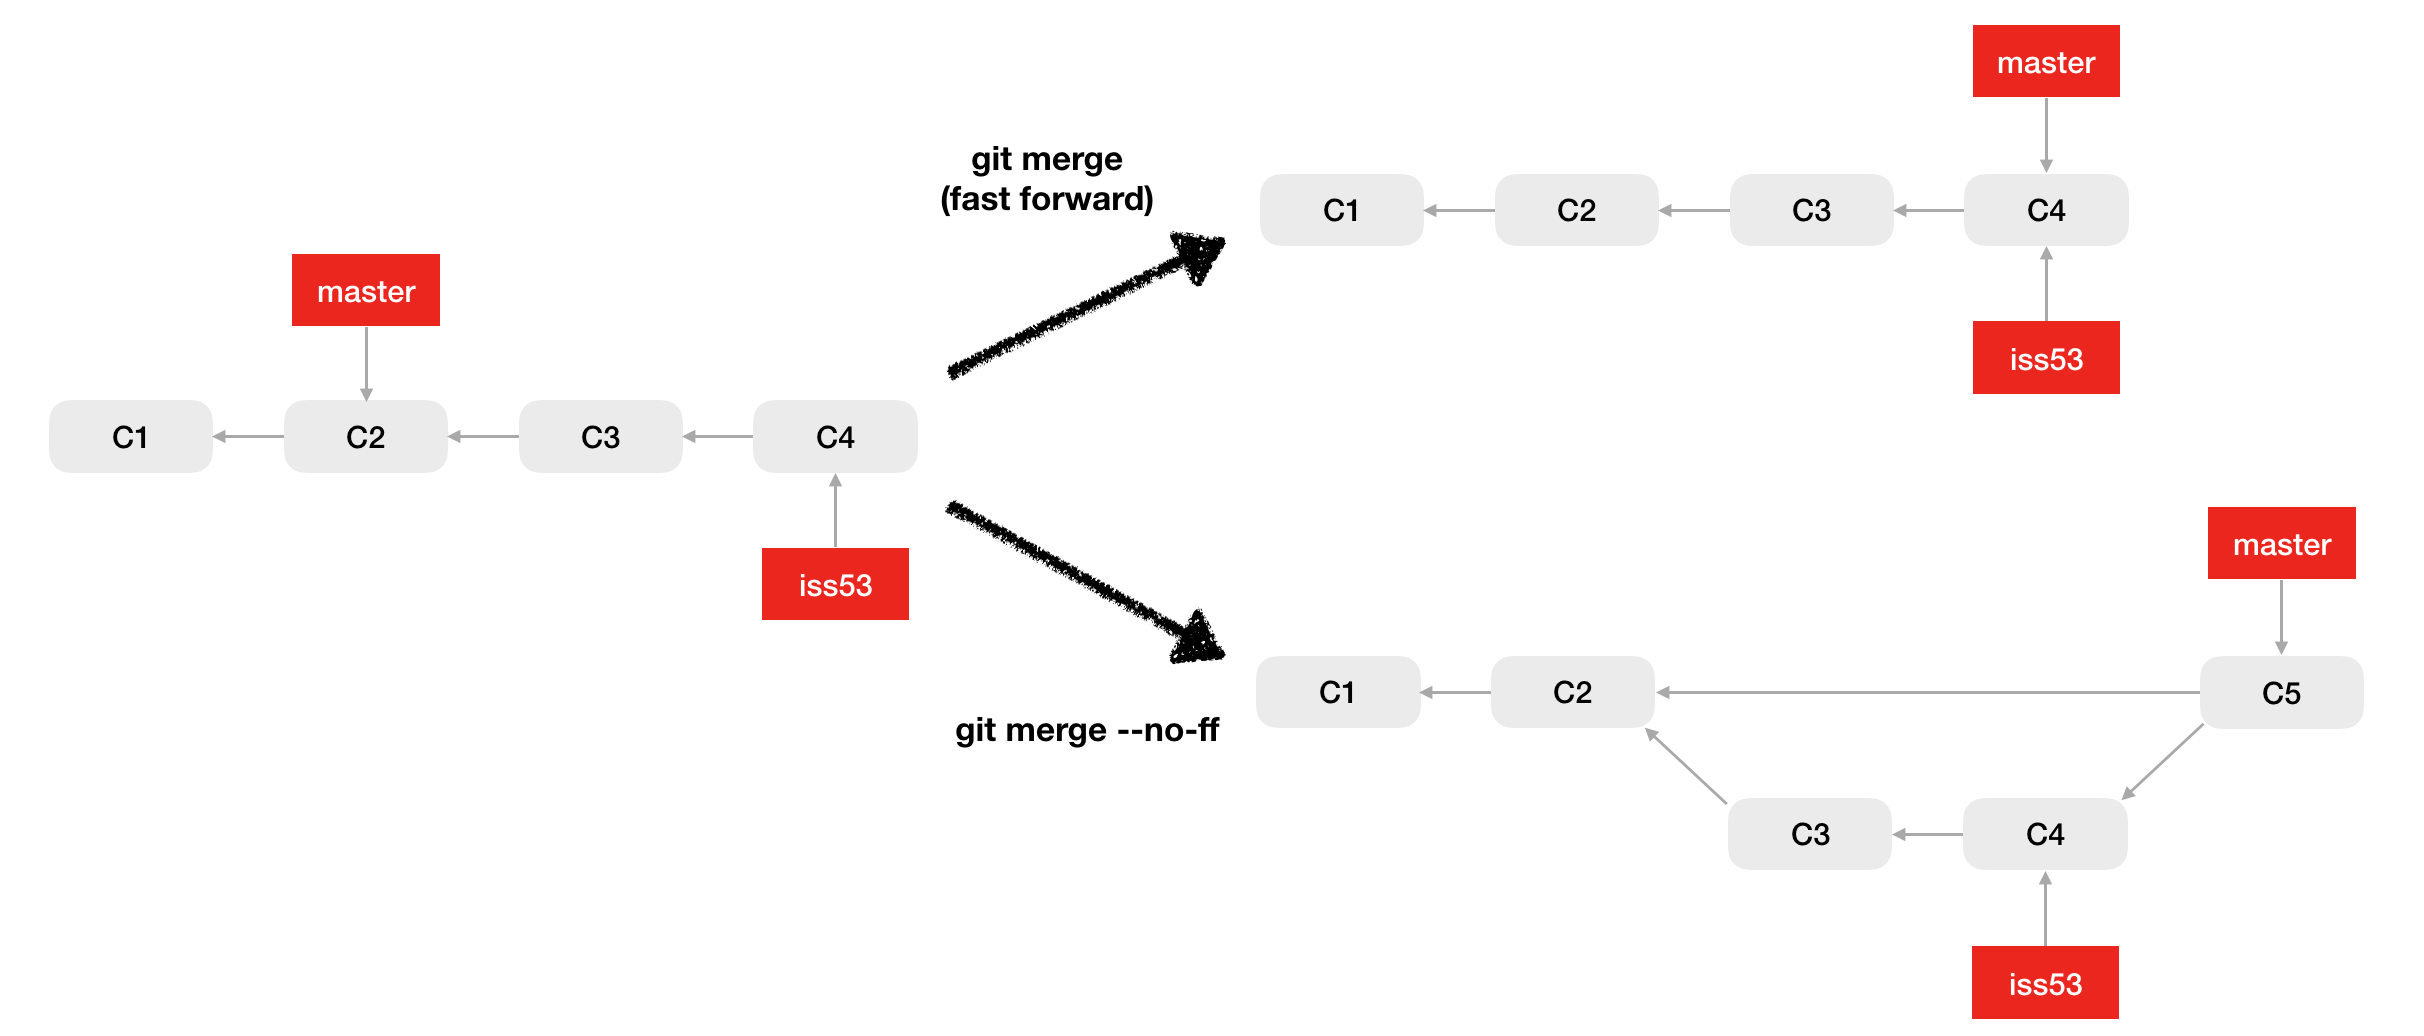 master
C1
C2
C3
C4
iss53
git merge
(fast forward)
master
C1
C2
C3
C4
iss53
git merge --no-ff
master
C1
C2
C5
C3
C4
iss53